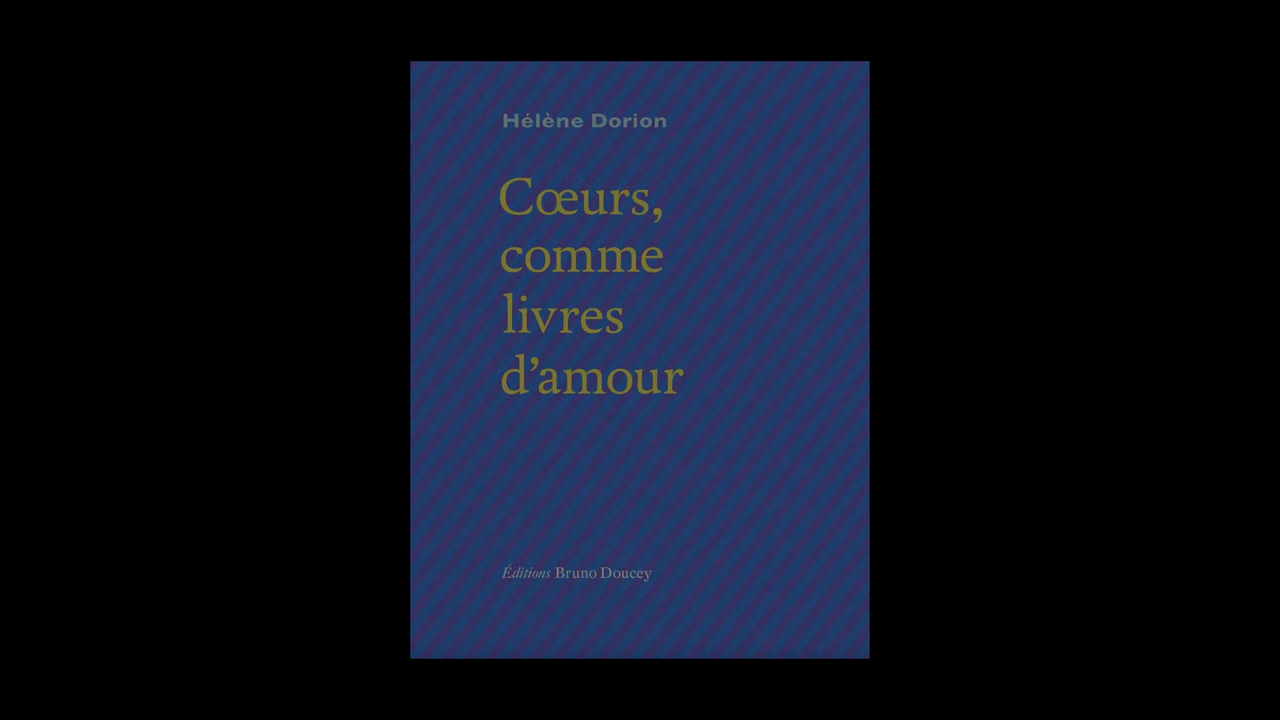 Hélène Dorion
Cœurs,
comme
livres
d’amour
Éditions Bruno Doucey